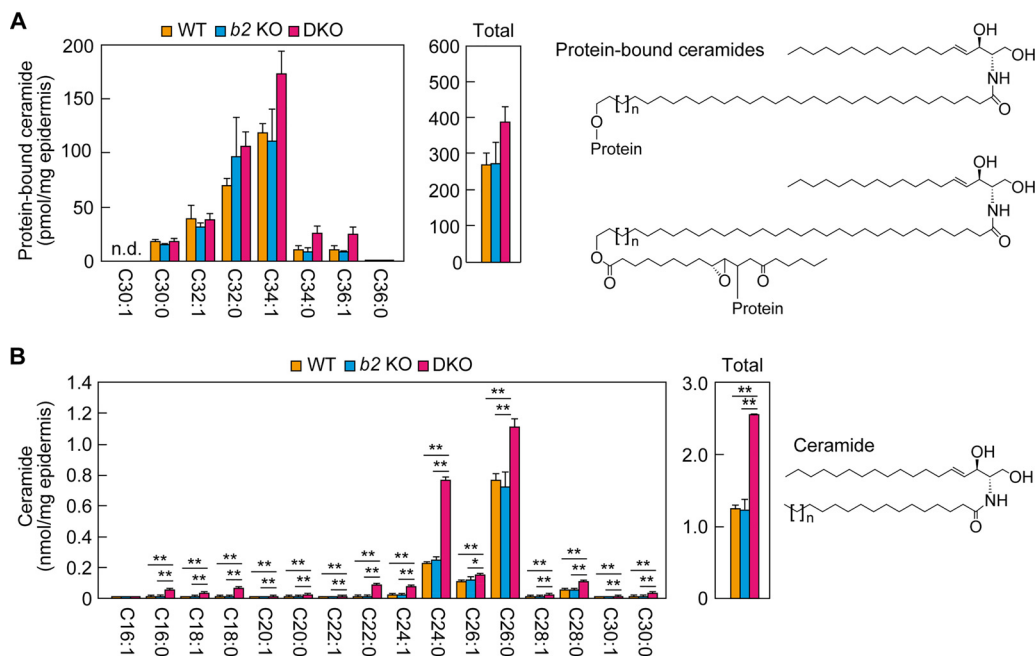 A
WT b2 KO DKO
Protein-bound ceramide
(pmol/mg epidermis)
200
150
100
50
0
n.d.
C30:1
C30:0
C32:1
C32:0
C34:1
C34:0
C36:1
C36:0
Total
600
500
400
300
200
100
0
Protein-bound ceramides
OH
OH
NH
O
[ ]n
O
Protein
OH
OH
NH
O
[ ]n
O
O
O
O
Protein
B
WT b2 KO DKO
Ceramide
(nmol/mg epidermis)
1.4
1.2
1.0
0.8
0.6
0.4
0.2
0
** ** ** ** ** ** ** ** ** ** ** ** ** ** **
** ** ** ** ** ** ** ** ** * ** ** ** ** **
C16:1
C16:0
C18:1
C18:0
C20:1
C20:0
C22:1
C22:0
C24:1
C24:0
C26:1
C26:0
C28:1
C28:0
C30:1
C30:0
Total
3.0
2.0
1.0
0
**
**
Ceramide
OH
OH
NH
O
[ ]n